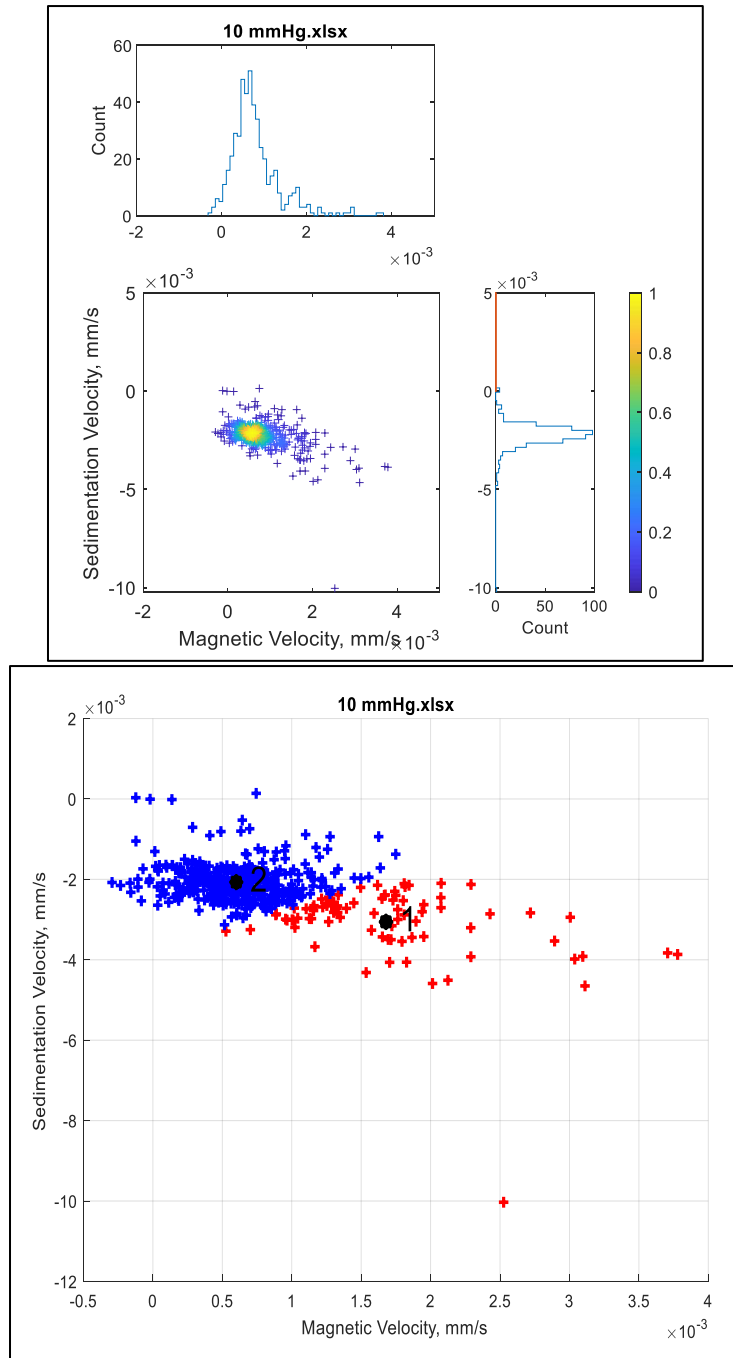 10 mmHg.xlsx
60
40
20
0
Count
-2 0 2 4
×10⁻³
×10⁻³
5
0
-5
-10
Sedimentation Velocity, mm/s
-2 0 2 4
Magnetic Velocity, mm/s
×10⁻³
×10⁻³
5
0
-5
-10
0 50 100
Count
1
0.8
0.6
0.4
0.2
0
10 mmHg.xlsx
×10⁻³
2
0
-2
-4
-6
-8
-10
-12
Sedimentation Velocity, mm/s
2
1
-0.5 0 0.5 1 1.5 2 2.5 3 3.5 4
Magnetic Velocity, mm/s
×10⁻³